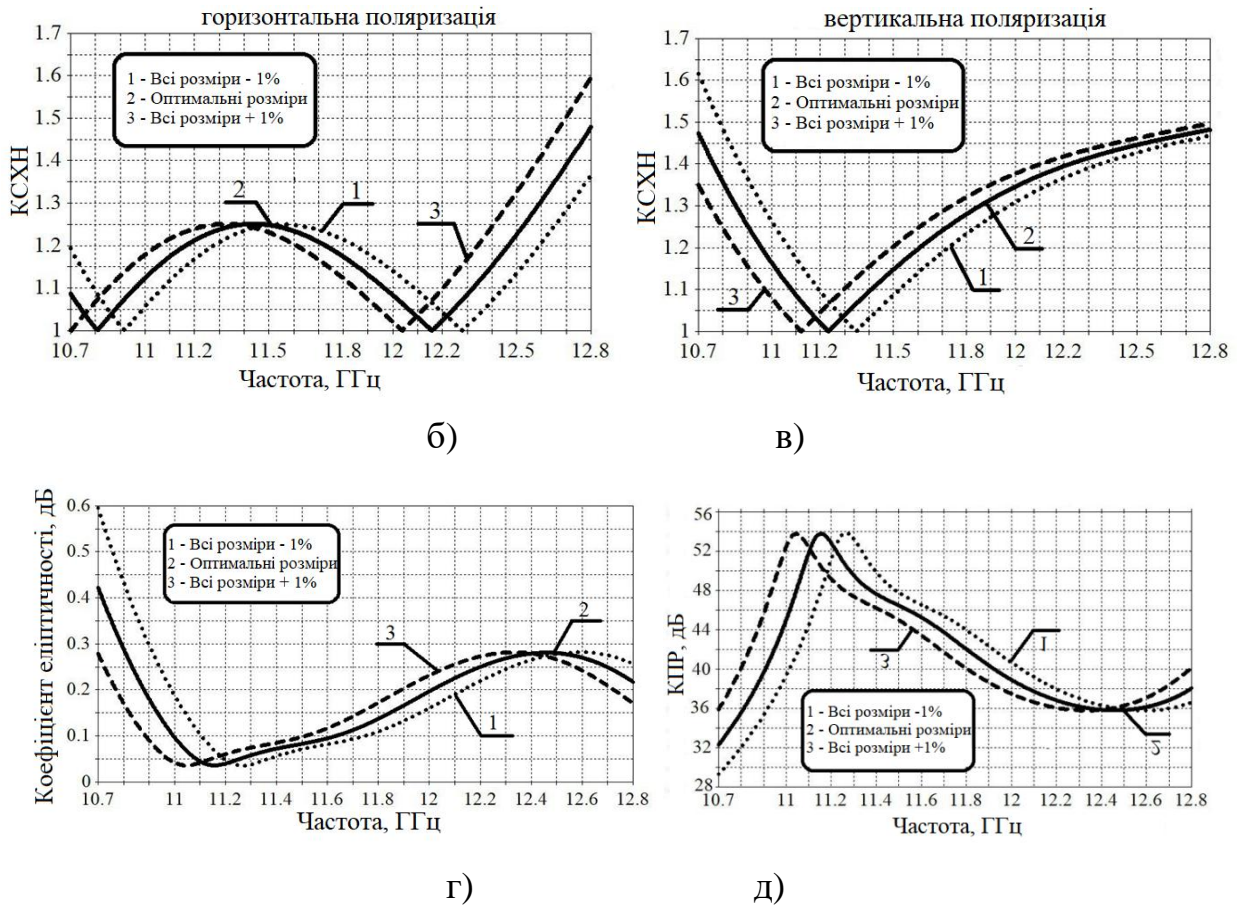 горизонтальна поляризація
1.7
1.6
1.5
1.4
1.3
1.2
1.1
1
КСХН
1 - Всі розміри - 1%
2 - Оптимальні розміри
3 - Всі розміри + 1%
2
1
3
10.7 11 11.2 11.5 11.8 12 12.2 12.5 12.8
Частота, ГГц
б)
вертикальна поляризація
1.7
1.6
1.5
1.4
1.3
1.2
1.1
1
КСХН
1 - Всі розміри - 1%
2 - Оптимальні розміри
3 - Всі розміри + 1%
2
1
3
10.7 11 11.2 11.5 11.8 12 12.2 12.5 12.8
Частота, ГГц
в)
0.6
0.5
0.4
0.3
0.2
0.1
0
Коефіцієнт еліптичності, дБ
1 - Всі розміри - 1%
2 - Оптимальні розміри
3 - Всі розміри + 1%
2
3
1
10.7 11 11.2 11.4 11.6 11.8 12 12.2 12.4 12.6 12.8
Частота, ГГц
г)
56
52
48
44
40
36
32
28
КПР, дБ
1
3
1 - Всі розміри -1%
2 - Оптимальні розміри
3 - Всі розміри +1%
2
10.7 11 11.2 11.4 11.6 11.8 12 12.2 12.4 12.6 12.8
Частота, ГГц
д)